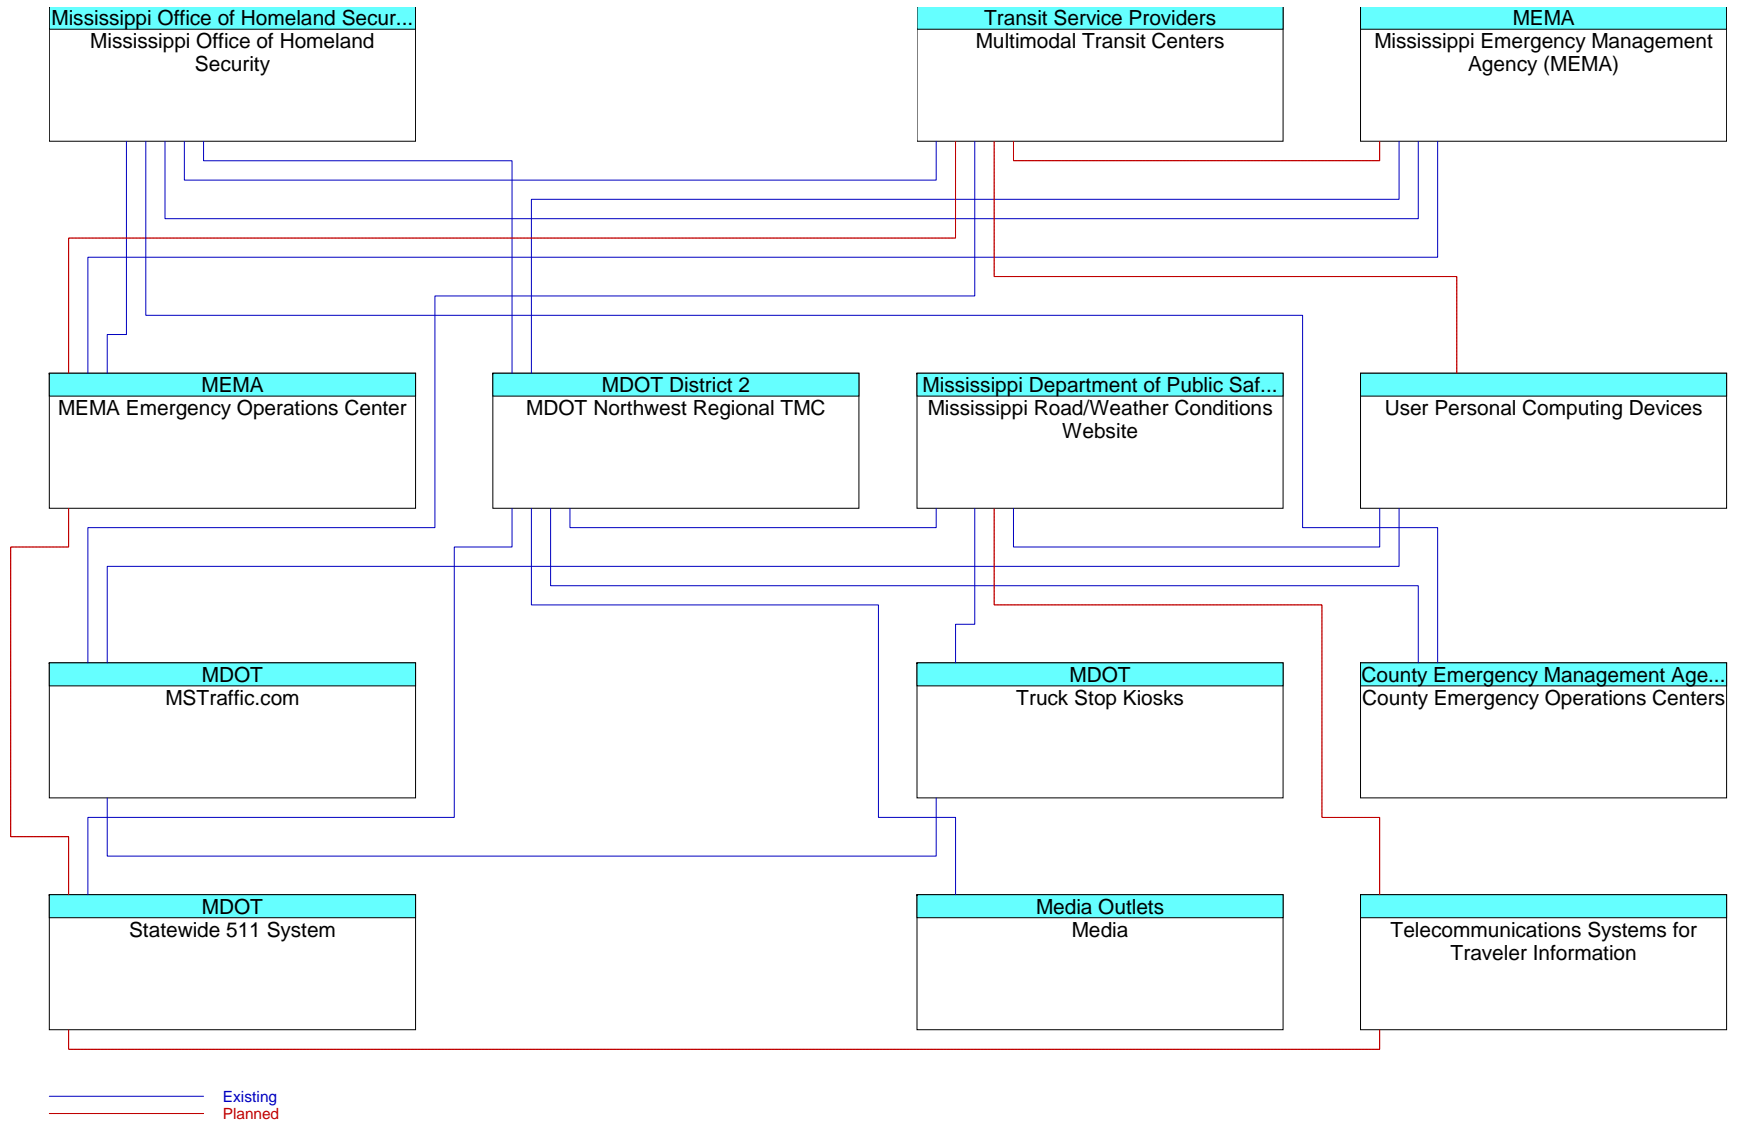 Mississippi Office of Homeland Secur...
Mississippi Office of Homeland
Security
Transit Service Providers
Multimodal Transit Centers
MEMA
Mississippi Emergency Management
Agency (MEMA)
MEMA
MEMA Emergency Operations Center
MDOT District 2
MDOT Northwest Regional TMC
Mississippi Department of Public Saf...
Mississippi Road/Weather Conditions
Website
User Personal Computing Devices
MDOT
MSTraffic.com
MDOT
Truck Stop Kiosks
County Emergency Management Age...
County Emergency Operations Centers
MDOT
Statewide 511 System
Media Outlets
Media
Telecommunications Systems for
Traveler Information
Existing
Planned